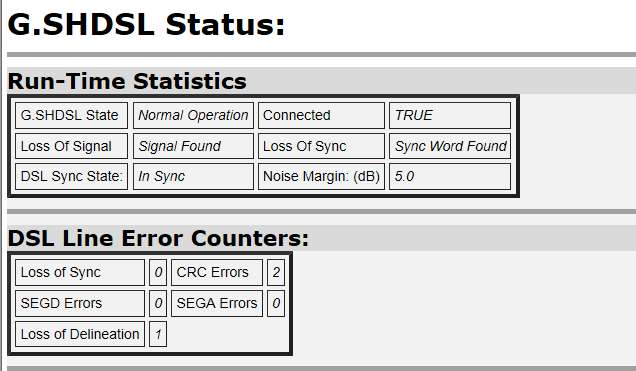 G.SHDSL Status:
Run-Time Statistics
G.SHDSL State Normal Operation Connected TRUE
Loss Of Signal Signal Found Loss Of Sync Sync Word Found
DSL Sync State: In Sync Noise Margin: (dB) 5.0
DSL Line Error Counters:
Loss of Sync 0 CRC Errors 2
SEGD Errors 0 SEGA Errors 0
Loss of Delineation 1